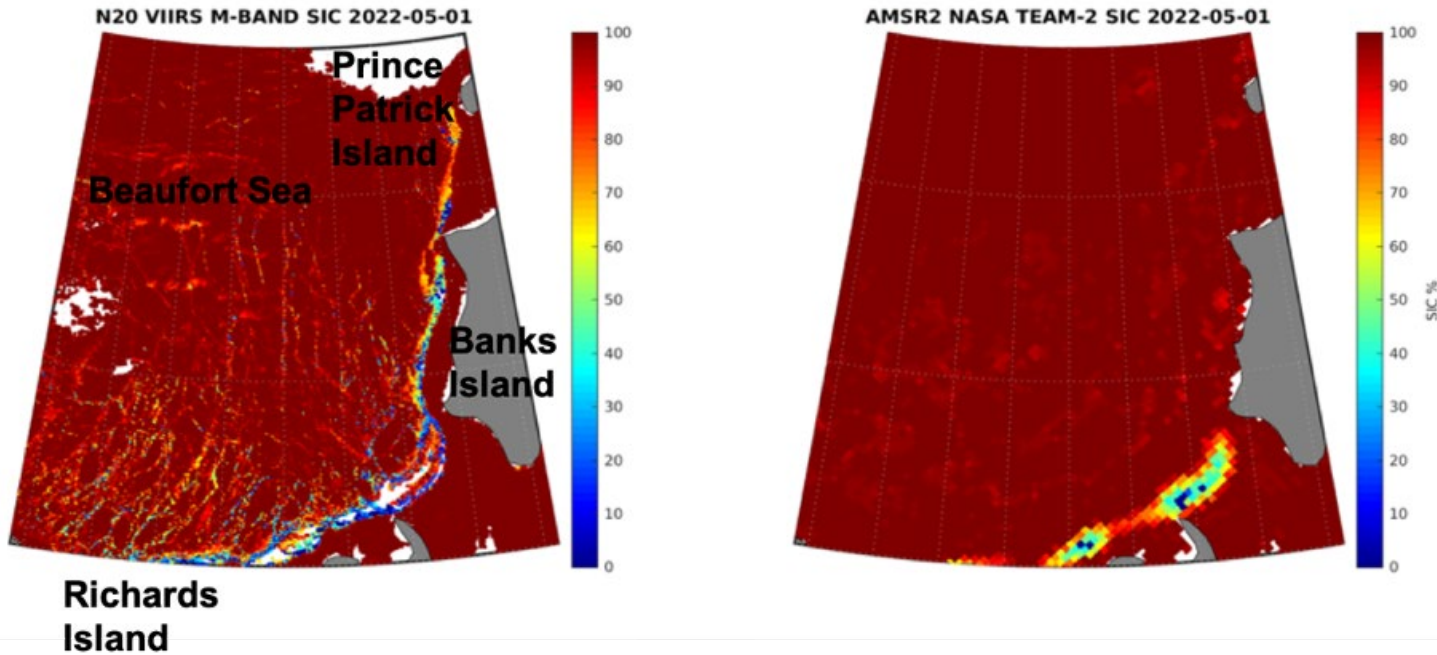 N20 VIIRS M-BAND SIC 2022-05-01
100
90
80
70
60
50
40
30
20
10
0
Prince
Patrick
Island
Beaufort Sea
Banks
Island
Richards
Island
AMSR2 NASA TEAM-2 SIC 2022-05-01
100
90
80
70
60
50
40
30
20
10
0
SIC %